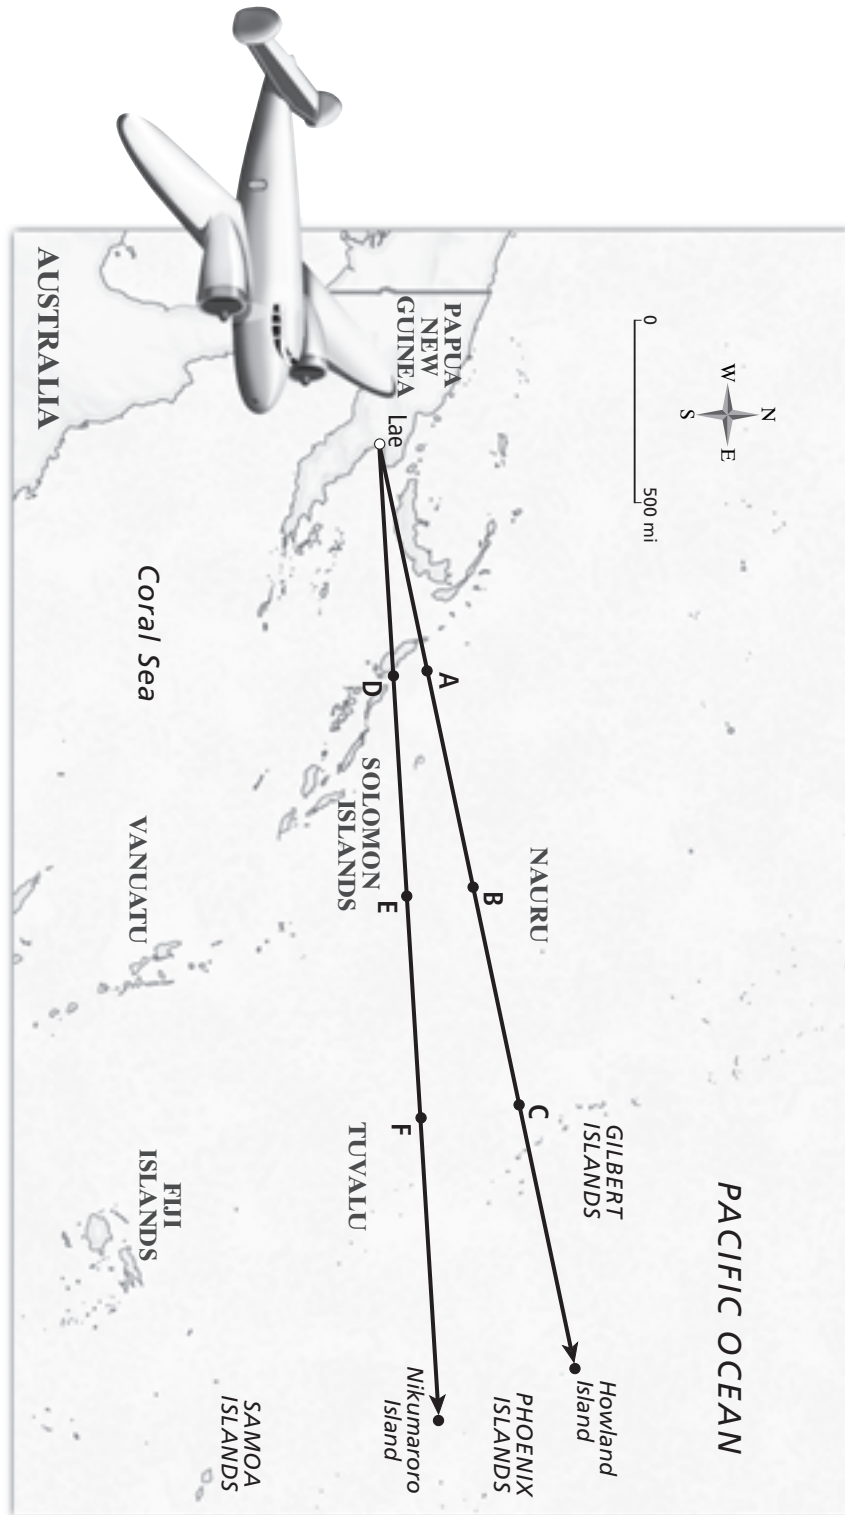 W
N
S
E
0
500 mi
PACIFIC OCEAN
PAPUA
NEW
GUINEA
Lae
NAURU
GILBERT
ISLANDS
Howland
Island
PHOENIX
ISLANDS
A
B
C
D
E
F
SOLOMON
ISLANDS
TUVALU
Nikumaroro
Island
Coral Sea
VANUATU
FIJI
ISLANDS
SAMOA
ISLANDS
AUSTRALIA